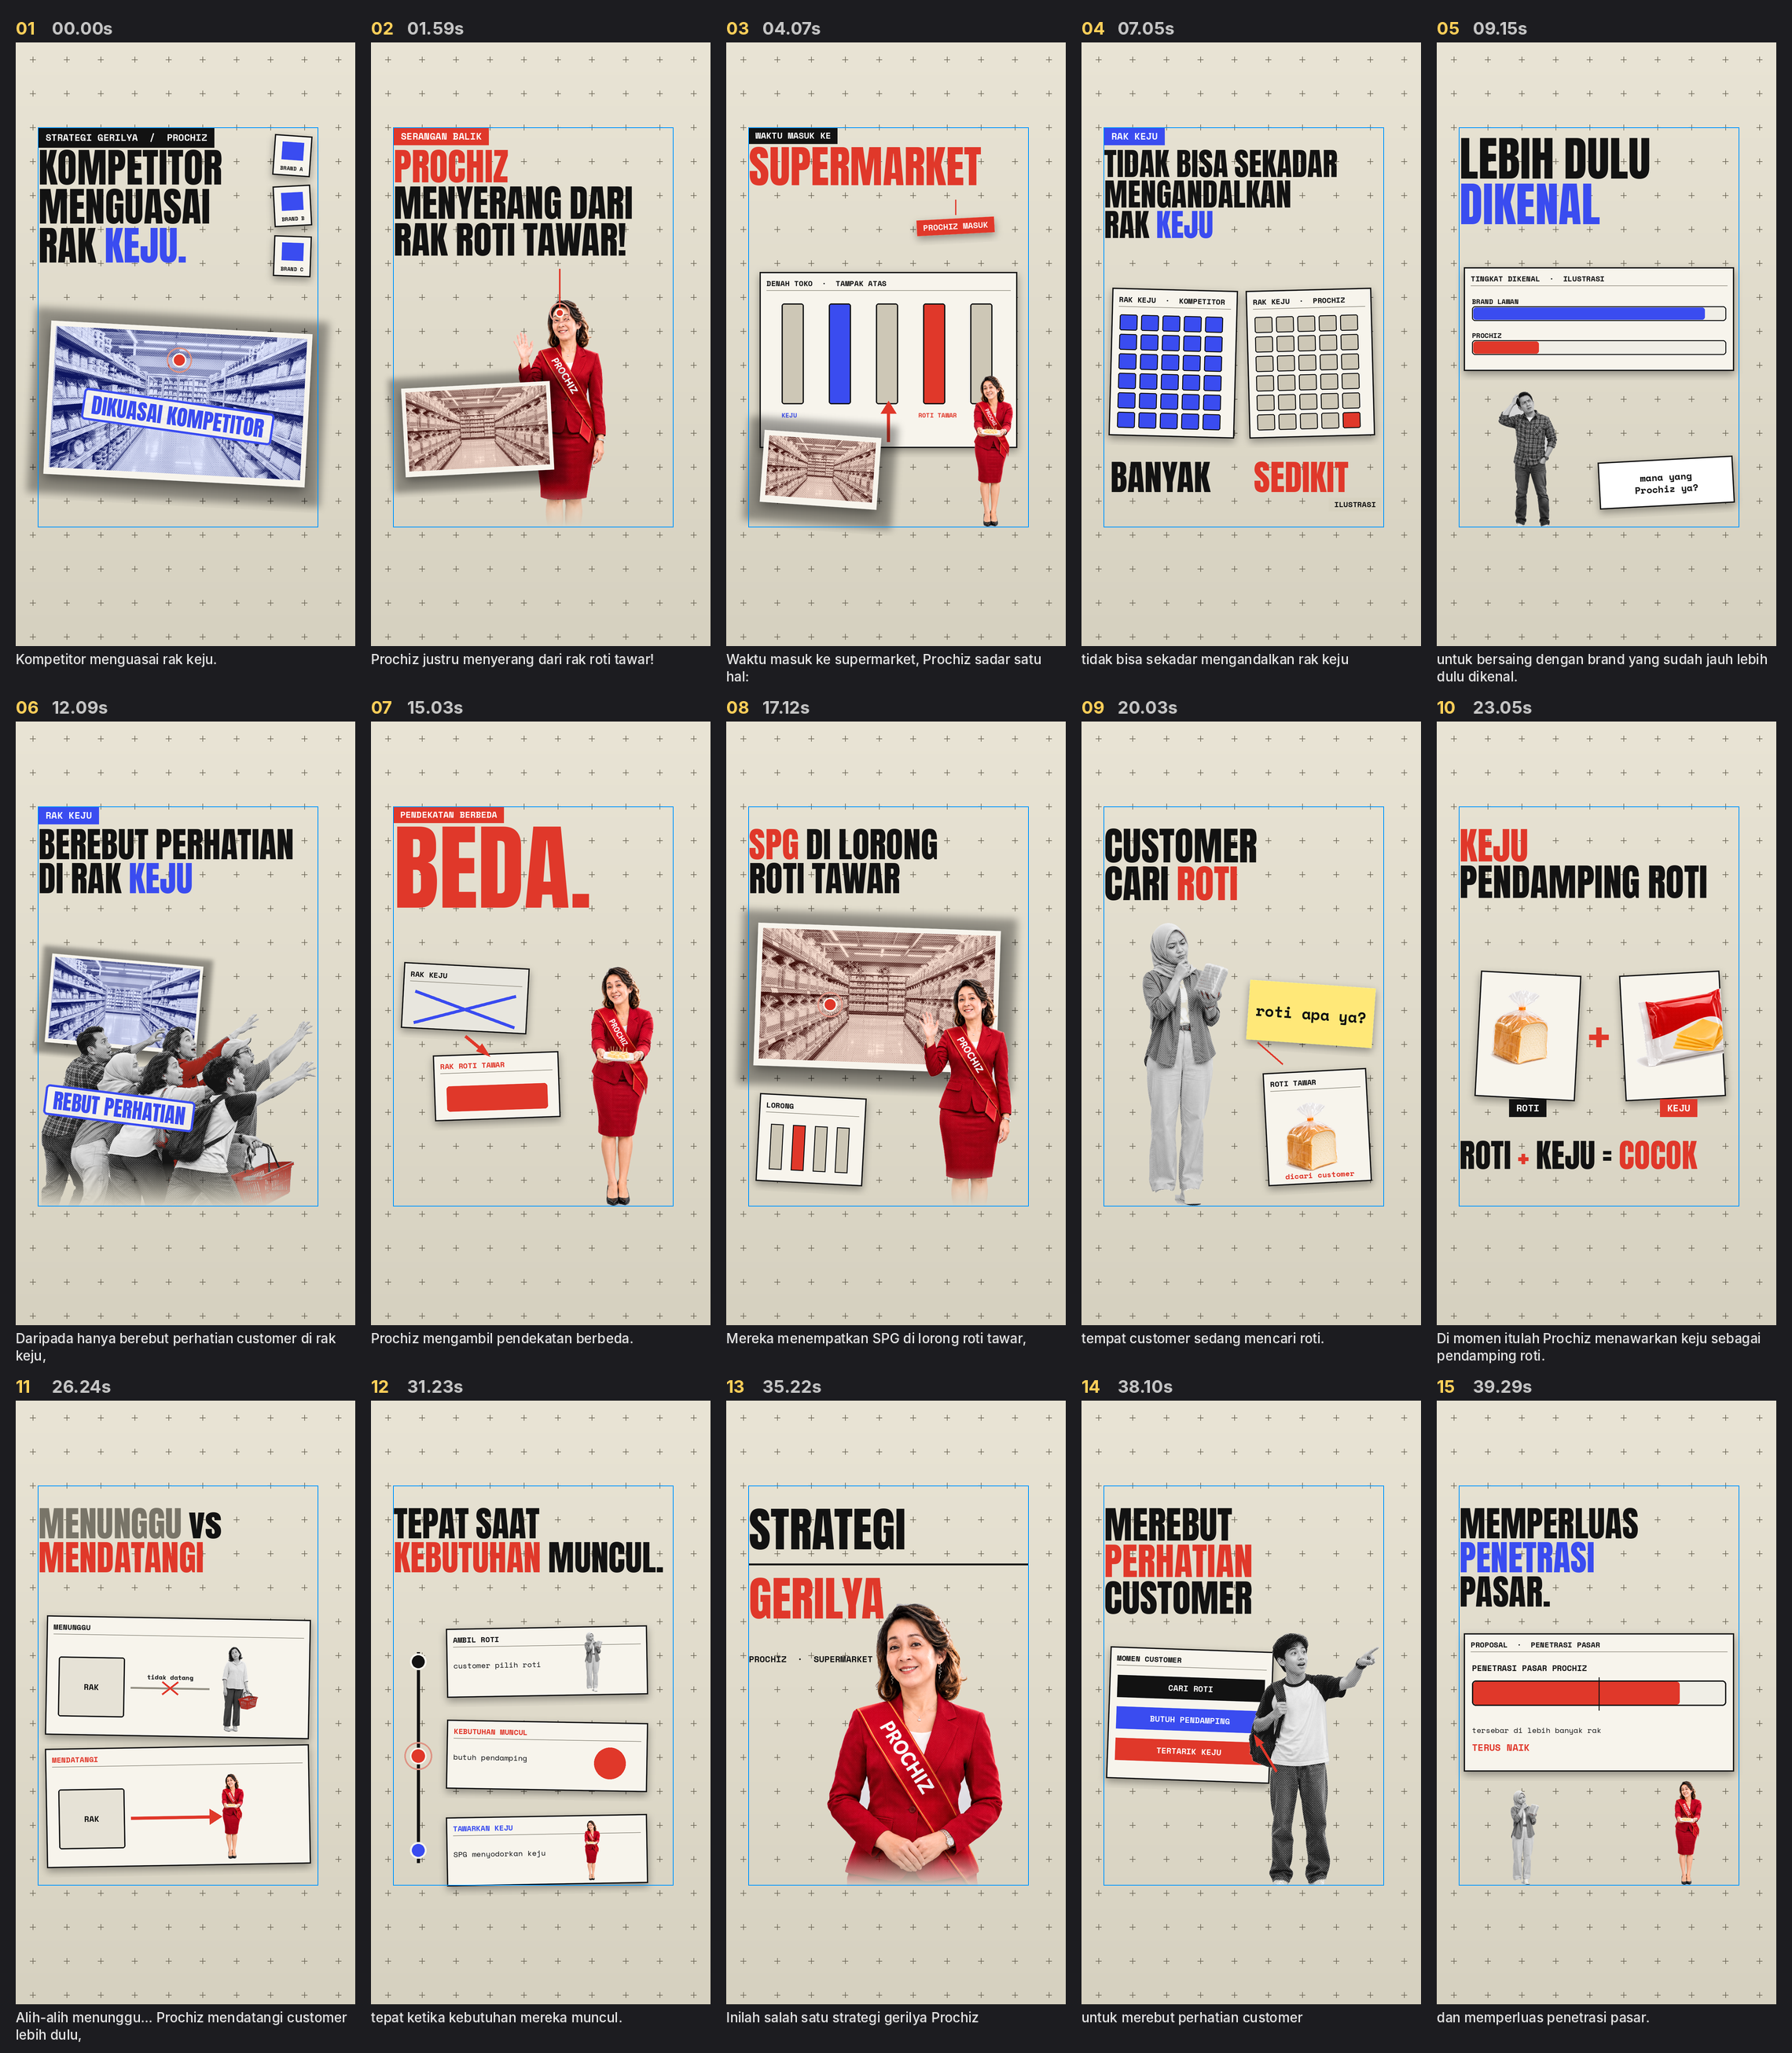 01 00.00s
STRATEGI GERILYA / PROCHIZ
KOMPETITOR
MENGUASAI
RAK KEJU.
BRAND A
BRAND B
BRAND C
DIKUASAI KOMPETITOR
Kompetitor menguasai rak keju.
02 01.59s
SERANGAN BALIK
PROCHIZ
MENYERANG DARI
RAK ROTI TAWAR!
PROCHIZ
Prochiz justru menyerang dari rak roti tawar!
03 04.07s
WAKTU MASUK KE
SUPERMARKET
PROCHIZ MASUK
DENAH TOKO · TAMPAK ATAS
KEJU
ROTI TAWAR
PROCHIZ
Waktu masuk ke supermarket, Prochiz sadar satu
hal:
04 07.05s
RAK KEJU
TIDAK BISA SEKADAR
MENGANDALKAN
RAK KEJU
RAK KEJU · KOMPETITOR
RAK KEJU · PROCHIZ
BANYAK
SEDIKIT
ILUSTRASI
tidak bisa sekadar mengandalkan rak keju
05 09.15s
LEBIH DULU
DIKENAL
TINGKAT DIKENAL · ILUSTRASI
BRAND LAWAN
PROCHIZ
mana yang
Prochiz ya?
untuk bersaing dengan brand yang sudah jauh lebih
dulu dikenal.
06 12.09s
RAK KEJU
BEREBUT PERHATIAN
DI RAK KEJU
REBUT PERHATIAN
Daripada hanya berebut perhatian customer di rak
keju,
07 15.03s
PENDEKATAN BERBEDA
BEDA.
RAK KEJU
RAK ROTI TAWAR
PROCHIZ
Prochiz mengambil pendekatan berbeda.
08 17.12s
SPG DI LORONG
ROTI TAWAR
PROCHIZ
LORONG
Mereka menempatkan SPG di lorong roti tawar,
09 20.03s
CUSTOMER
CARI ROTI
roti apa ya?
ROTI TAWAR
dicari customer
tempat customer sedang mencari roti.
10 23.05s
KEJU
PENDAMPING ROTI
+
ROTI
KEJU
ROTI + KEJU = COCOK
Di momen itulah Prochiz menawarkan keju sebagai
pendamping roti.
11 26.24s
MENUNGGU VS
MENDATANGI
MENUNGGU
RAK
tidak datang
MENDATANGI
RAK
Alih-alih menunggu... Prochiz mendatangi customer
lebih dulu,
12 31.23s
TEPAT SAAT
KEBUTUHAN MUNCUL.
AMBIL ROTI
customer pilih roti
KEBUTUHAN MUNCUL
butuh pendamping
TAWARKAN KEJU
SPG menyodorkan keju
tepat ketika kebutuhan mereka muncul.
13 35.22s
STRATEGI
GERILYA
PROCHIZ · SUPERMARKET
PROCHIZ
Inilah salah satu strategi gerilya Prochiz
14 38.10s
MEREBUT
PERHATIAN
CUSTOMER
MOMEN CUSTOMER
CARI ROTI
BUTUH PENDAMPING
TERTARIK KEJU
untuk merebut perhatian customer
15 39.29s
MEMPERLUAS
PENETRASI
PASAR.
PROPOSAL · PENETRASI PASAR
PENETRASI PASAR PROCHIZ
tersebar di lebih banyak rak
TERUS NAIK
dan memperluas penetrasi pasar.